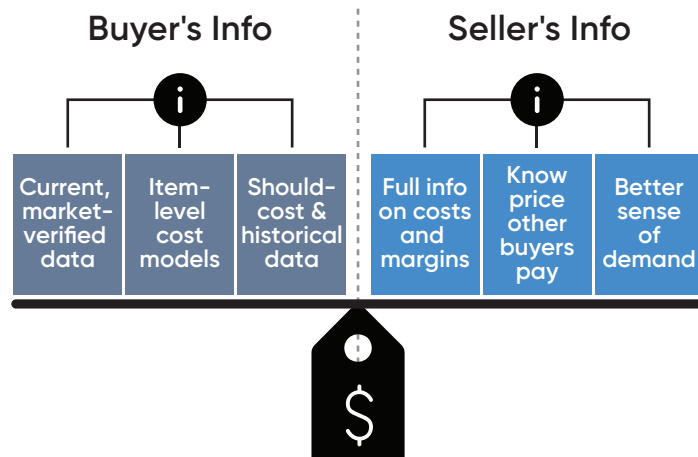 Buyer's Info
Seller's Info
i
i
Current,
market-
verified
data
Item-
level
cost
models
Should-
cost &
historical
data
Full info
on costs
and
margins
Know
price
other
buyers
pay
Better
sense
of
demand
$